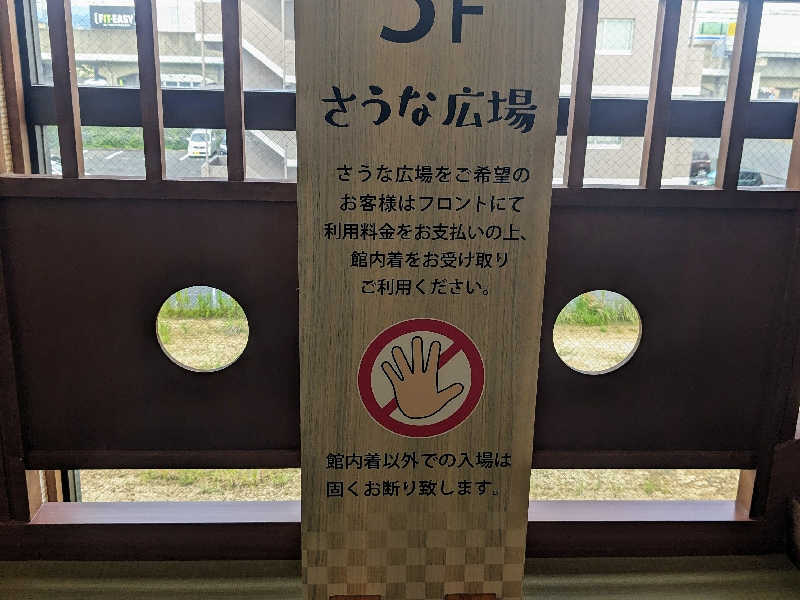 FIT-EASY
さうな広場
さうな広場をご希望の
お客様はフロントにて
利用料金をお支払いの上、
館内着をお受け取り
ご利用ください。
館内着以外での入場は
固くお断り致します。